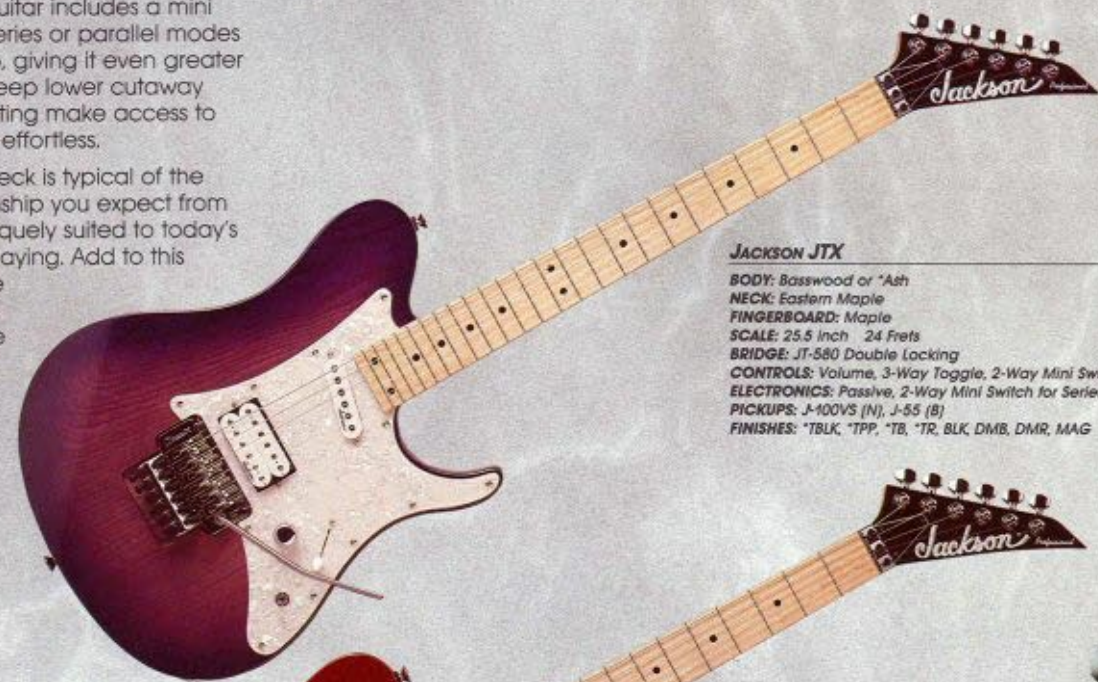 uitar includes a mini
eries or parallel modes
, giving it even greater
eep lower cutaway
ting make access to
effortless.
eck is typical of the
ship you expect from
quely suited to today's
aying. Add to this
e
e
Jackson Professional
JACKSON JTX
BODY: Basswood or *Ash
NECK: Eastern Maple
FINGERBOARD: Maple
SCALE: 25.5 inch 24 Frets
BRIDGE: JT-580 Double Locking
CONTROLS: Volume, 3-Way Toggle, 2-Way Mini Sw
ELECTRONICS: Passive, 2-Way Mini Switch for Serie
PICKUPS: J-100VS (N), J-55 (B)
FINISHES: *TBLK, *TPP, *TB, *TR, BLK, DMB, DMR, MAG
Jackson Professional